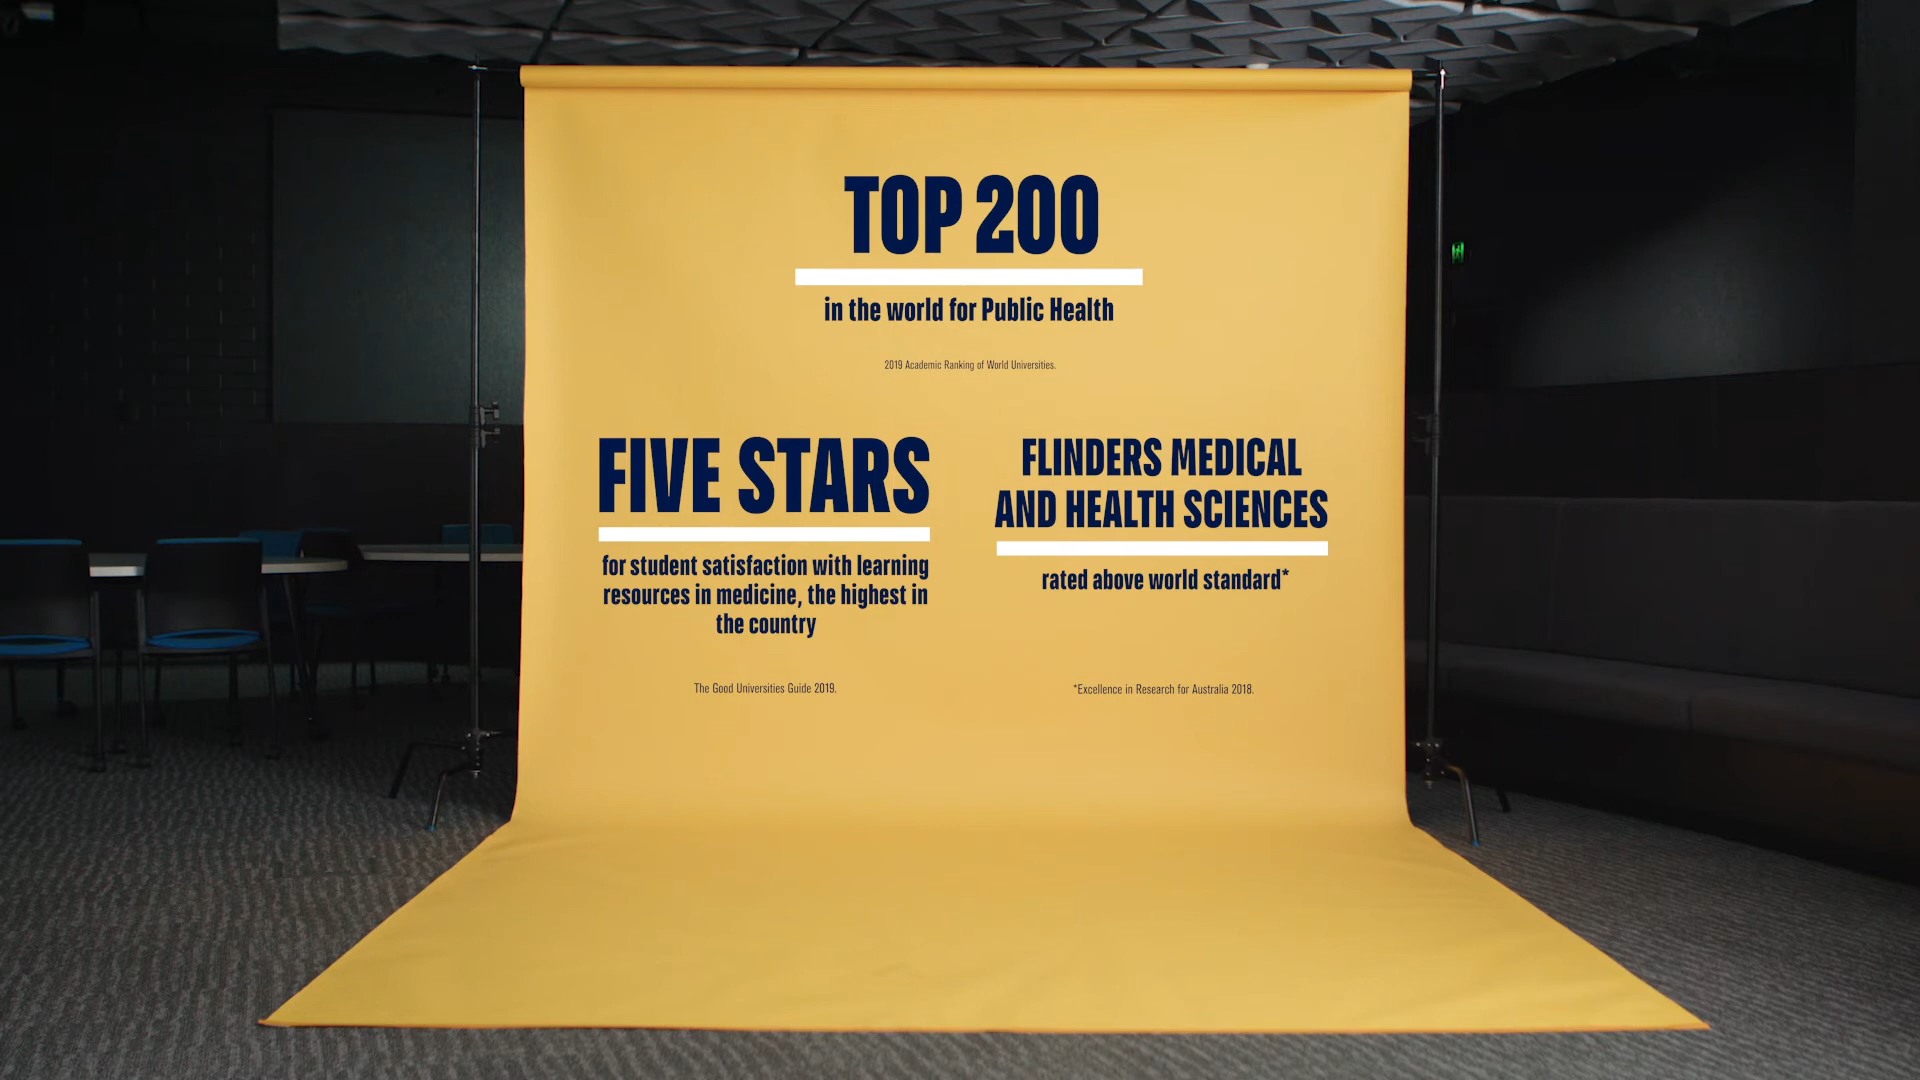 TOP 200
in the world for Public Health
2019 Academic Ranking of World Universities.
FIVE STARS
for student satisfaction with learning
resources in medicine, the highest in
the country
The Good Universities Guide 2019.
FLINDERS MEDICAL
AND HEALTH SCIENCES
rated above world standard*
*Excellence in Research for Australia 2018.